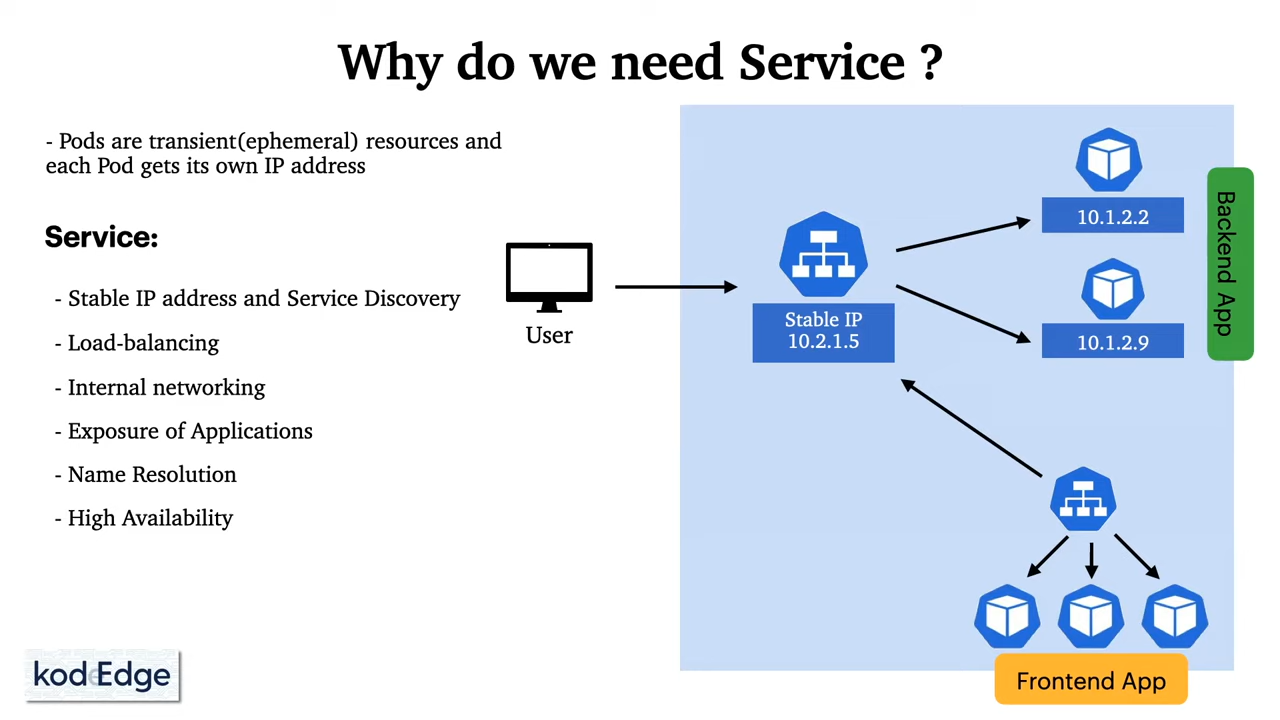 Why do we need Service ?
- Pods are transient(ephemeral) resources and
each Pod gets its own IP address
Service:
- Stable IP address and Service Discovery
- Load-balancing
- Internal networking
- Exposure of Applications
- Name Resolution
- High Availability
User
Stable IP
10.2.1.5
10.1.2.2
10.1.2.9
Backend App
Frontend App
kodeEdge